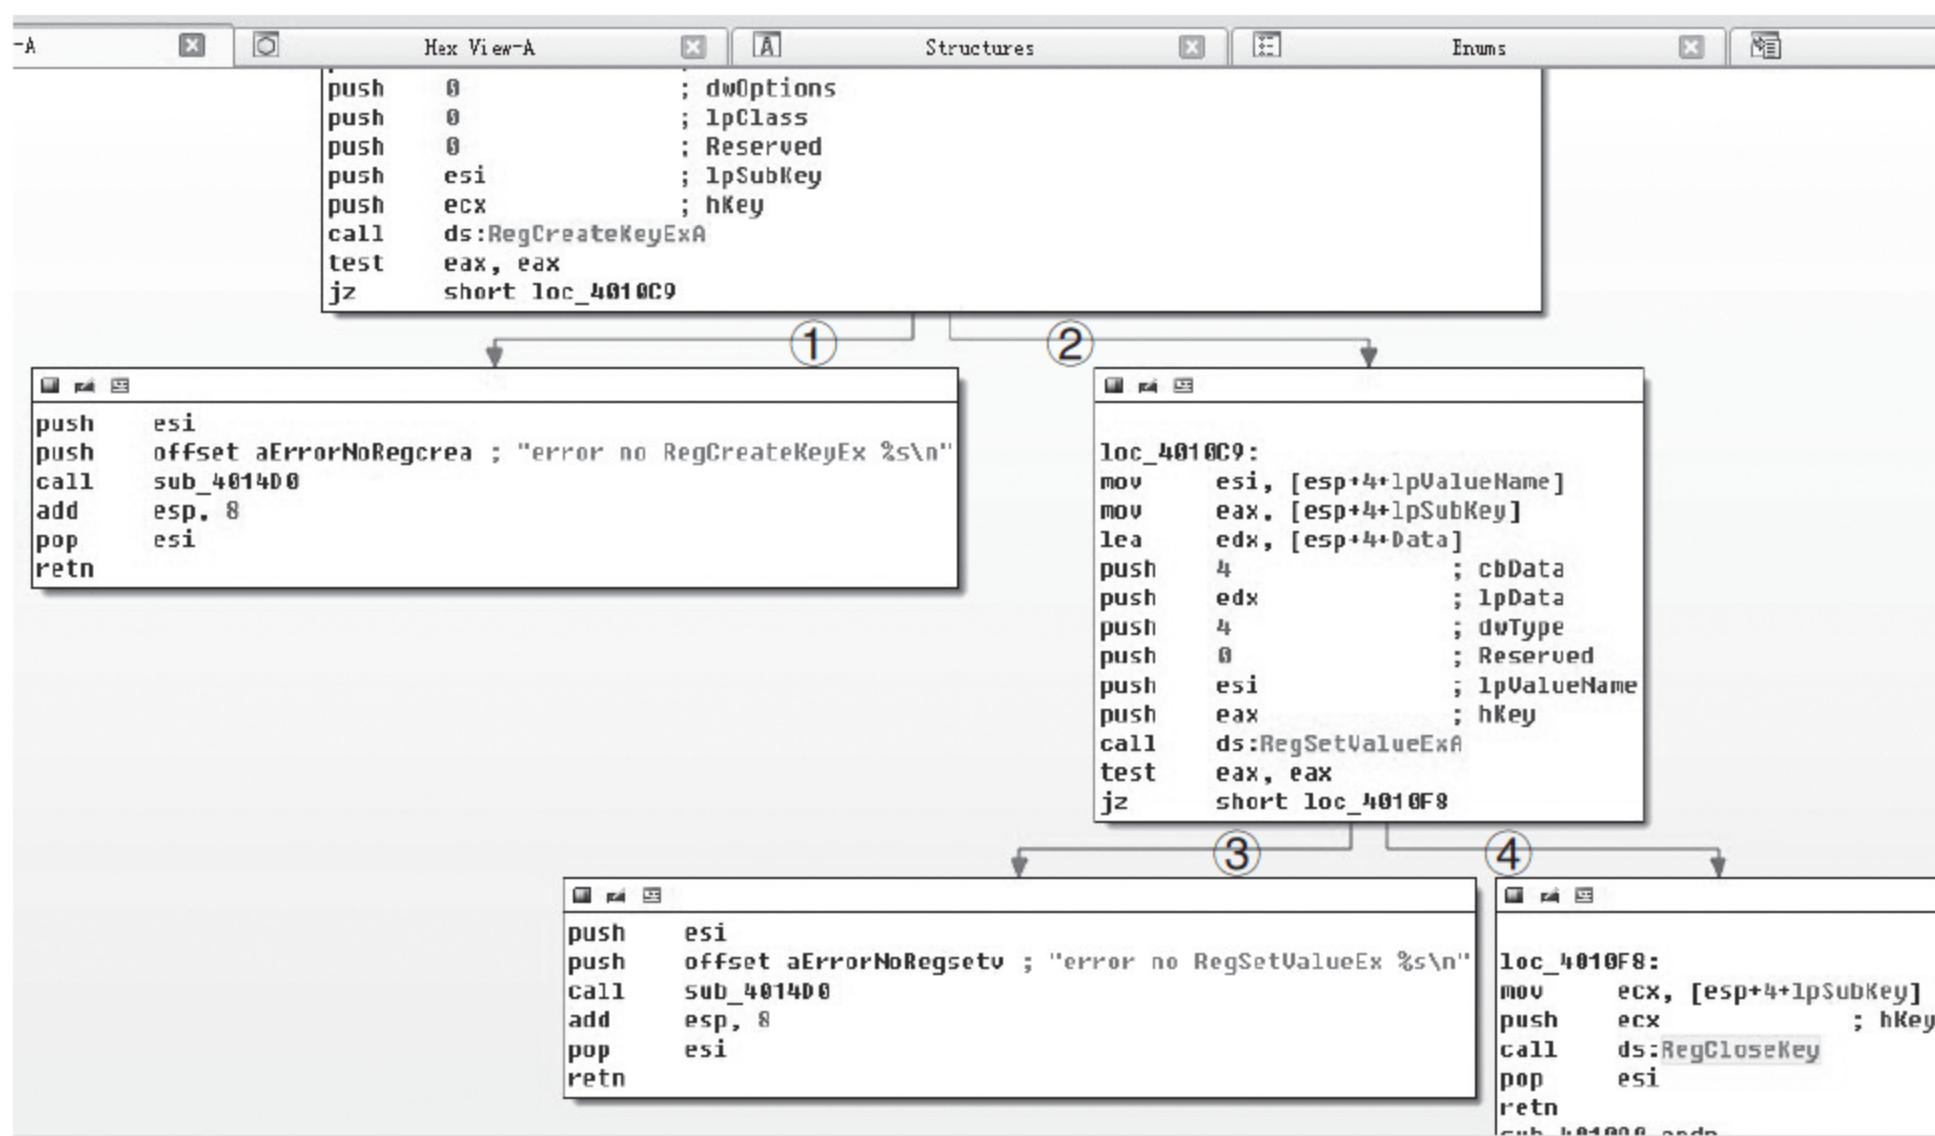 -A Hex View-A Structures Enums
push 0 ; dwOptions
push 0 ; lpClass
push 0 ; Reserved
push esi ; lpSubKey
push ecx ; hKey
call ds:RegCreateKeyExA
test eax, eax
jz short loc_4010C9
① ②
push esi
push offset aErrorNoRegcrea ; "error no RegCreateKeyEx %s\n"
call sub_4014D0
add esp, 8
pop esi
retn
loc_4010C9:
mov esi, [esp+4+lpValueName]
mov eax, [esp+4+lpSubKey]
lea edx, [esp+4+Data]
push 4 ; cbData
push edx ; lpData
push 4 ; dwType
push 0 ; Reserved
push esi ; lpValueName
push eax ; hKey
call ds:RegSetValueExA
test eax, eax
jz short loc_4010F8
③ ④
push esi
push offset aErrorNoRegsetv ; "error no RegSetValueEx %s\n"
call sub_4014D0
add esp, 8
pop esi
retn
loc_4010F8:
mov ecx, [esp+4+lpSubKey]
push ecx ; hKey
call ds:RegCloseKey
pop esi
retn